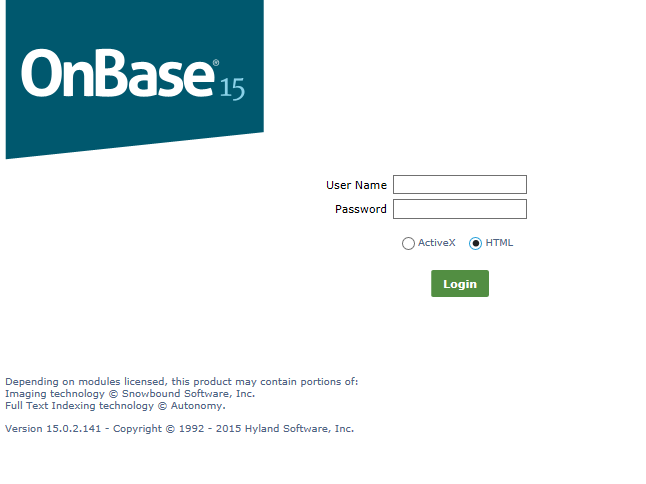 OnBase® 15
User Name
Password
ActiveX HTML
Login
Depending on modules licensed, this product may contain portions of:
Imaging technology © Snowbound Software, Inc.
Full Text Indexing technology © Autonomy.
Version 15.0.2.141 - Copyright © 1992 - 2015 Hyland Software, Inc.